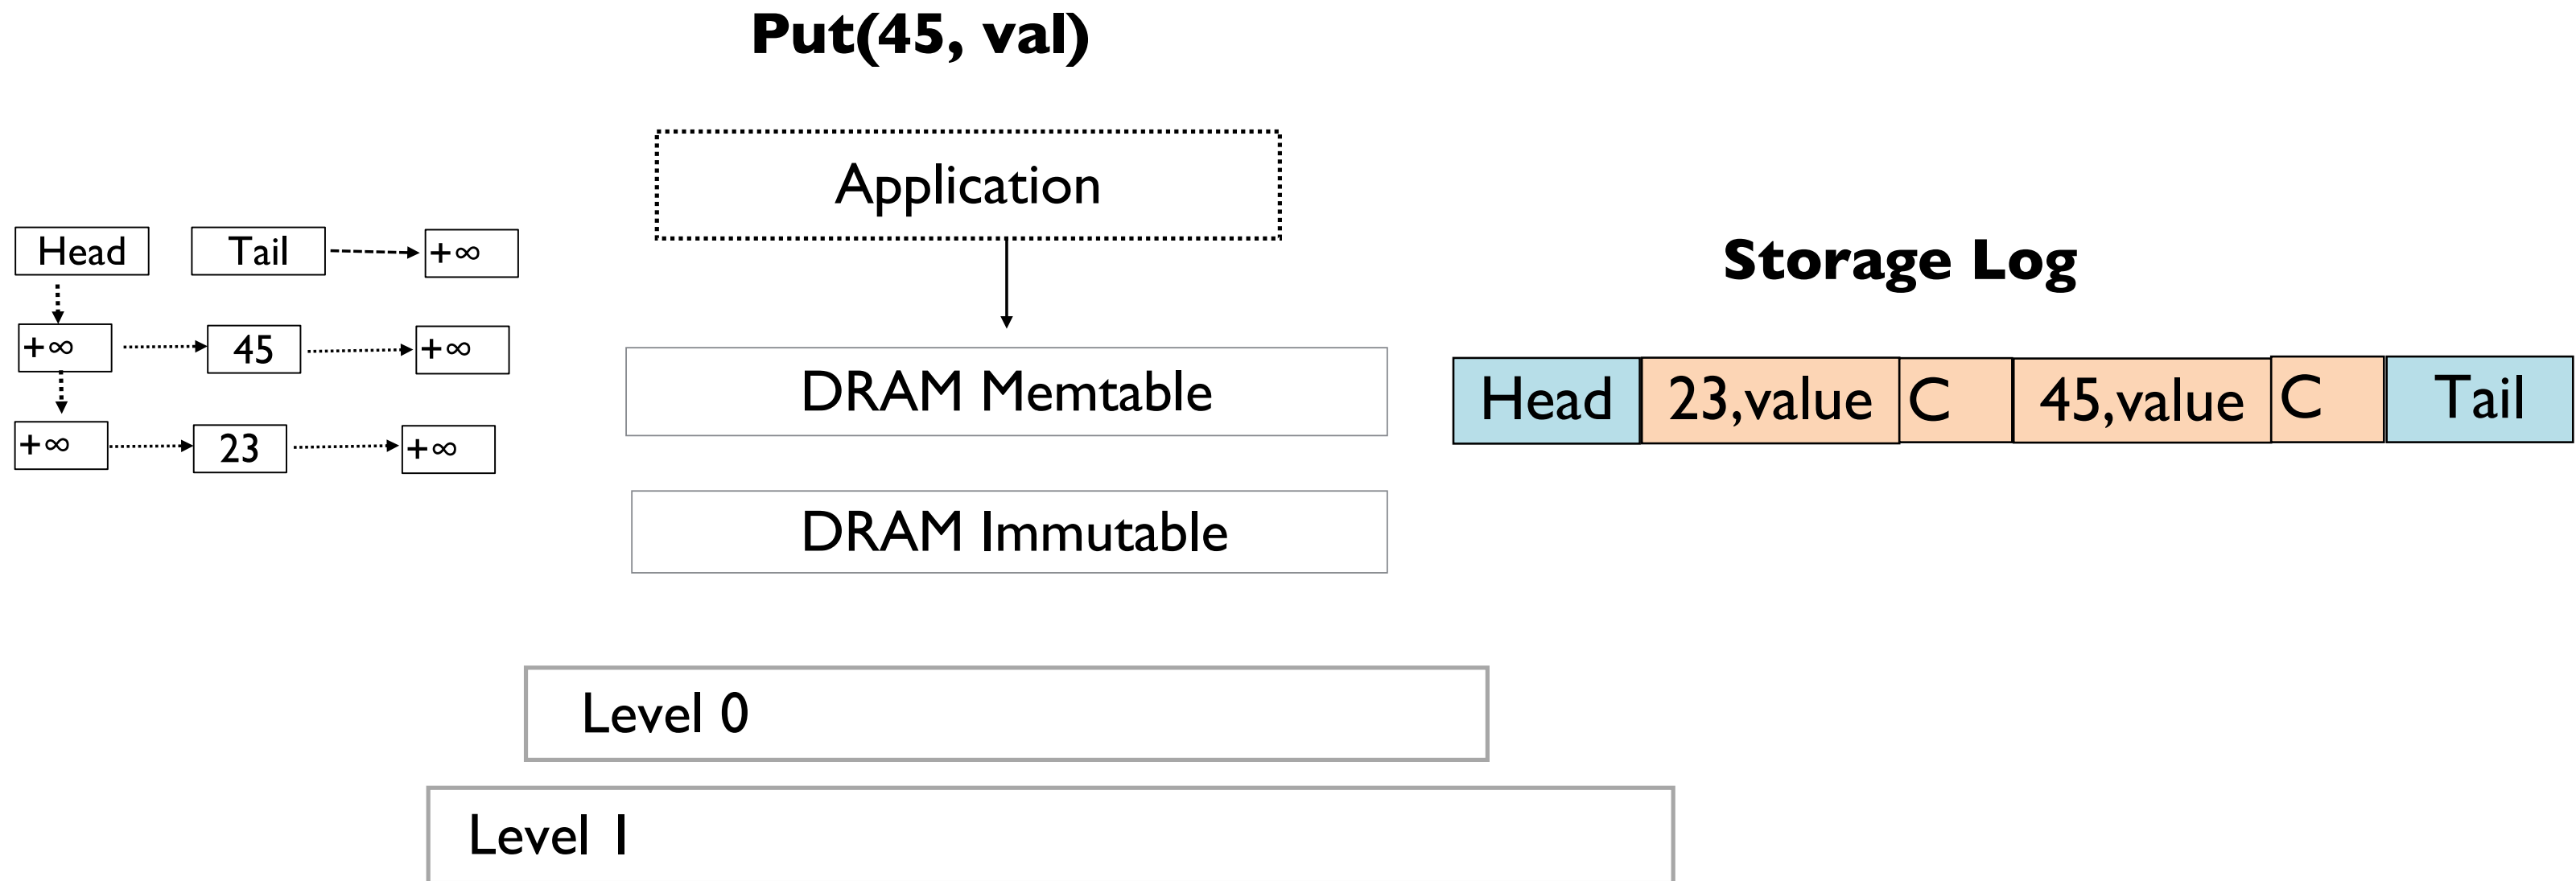 Put(45, val)
Application
Head Tail +∞
+∞ 45 +∞
+∞ 23 +∞
DRAM Memtable
DRAM Immutable
Storage Log
Head 23,value C 45,value C Tail
Level 0
Level 1